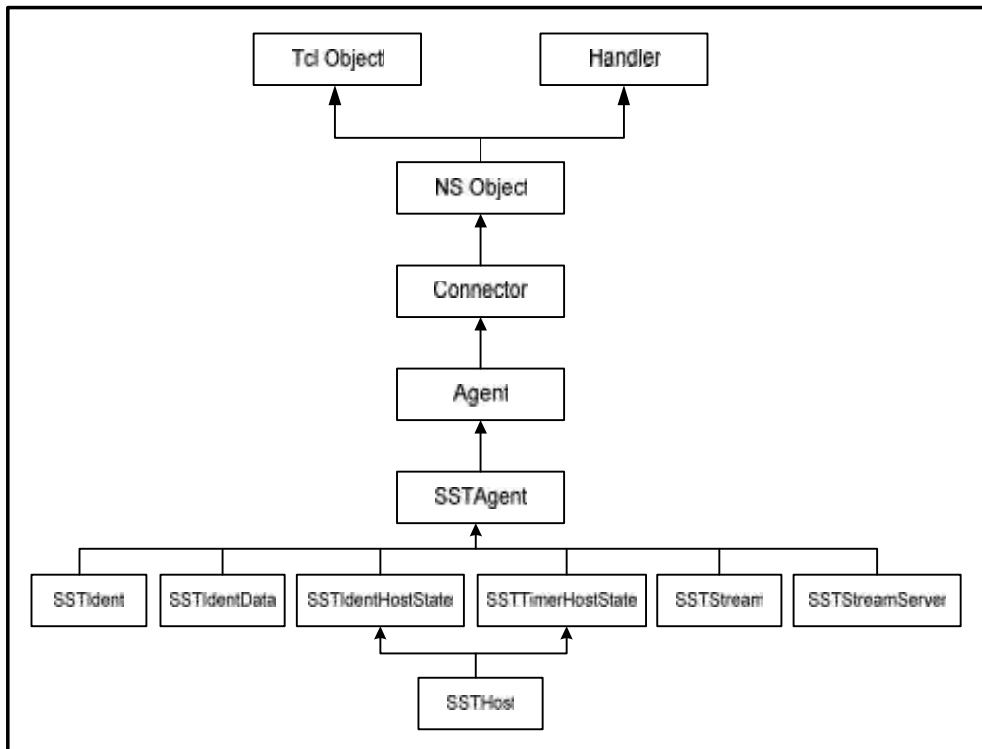 Tcl Object
Handler
NS Object
Connector
Agent
SSTAgent
SSTIdent
SSTIdentData
SSTIdentHostState
SSTTimerHostState
SSTStream
SSTStreamServer
SSTHost